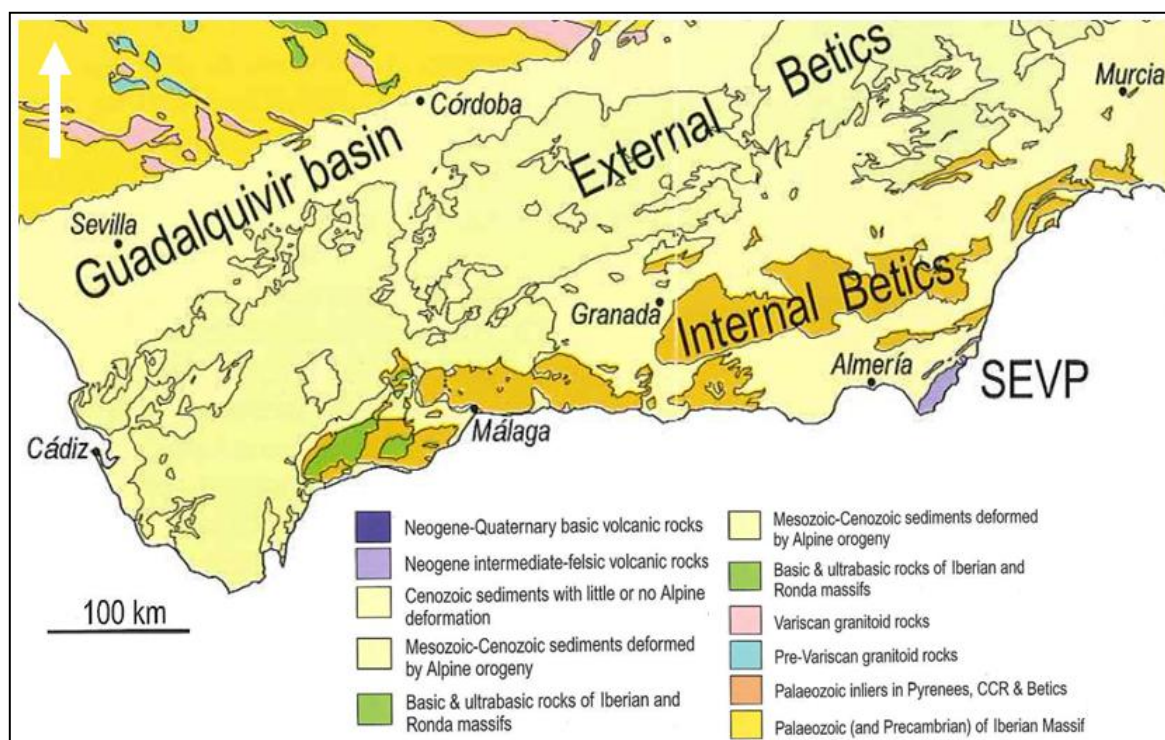 Betics
Murcia
Córdoba
External
Guadalquivir basin
Sevilla
Internal Betics
Granada
Almería
SEVP
Málaga
Cádiz
100 km
Neogene-Quaternary basic volcanic rocks
Neogene intermediate-felsic volcanic rocks
Cenozoic sediments with little or no Alpine
deformation
Mesozoic-Cenozoic sediments deformed
by Alpine orogeny
Basic & ultrabasic rocks of Iberian and
Ronda massifs
Mesozoic-Cenozoic sediments deformed
by Alpine orogeny
Basic & ultrabasic rocks of Iberian and
Ronda massifs
Variscan granitoid rocks
Pre-Variscan granitoid rocks
Palaeozoic inliers in Pyrenees, CCR & Betics
Palaeozoic (and Precambrian) of Iberian Massif